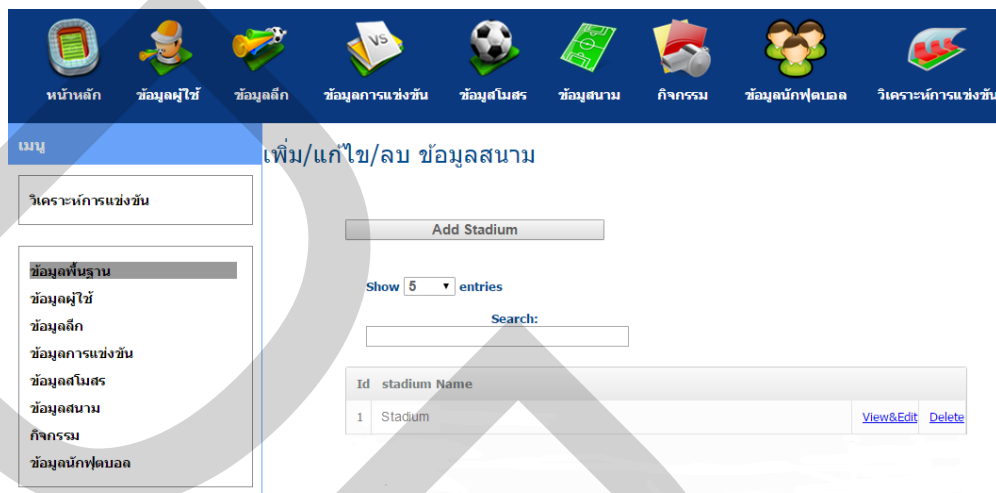 VS
หน้าหลัก ข้อมูลผู้ใช้ ข้อมูลลีก ข้อมูลการแข่งขัน ข้อมูลสโมสร ข้อมูลสนาม กิจกรรม ข้อมูลนักฟุตบอล วิเคราะห์การแข่งขัน
เมนู
เพิ่ม/แก้ไข/ลบ ข้อมูลสนาม
วิเคราะห์การแข่งขัน
ข้อมูลพื้นฐาน
ข้อมูลผู้ใช้
ข้อมูลลีก
ข้อมูลการแข่งขัน
ข้อมูลสโมสร
ข้อมูลสนาม
กิจกรรม
ข้อมูลนักฟุตบอล
Add Stadium
Show 5 entries
Search:
Id stadium Name
1 Stadium View&Edit Delete